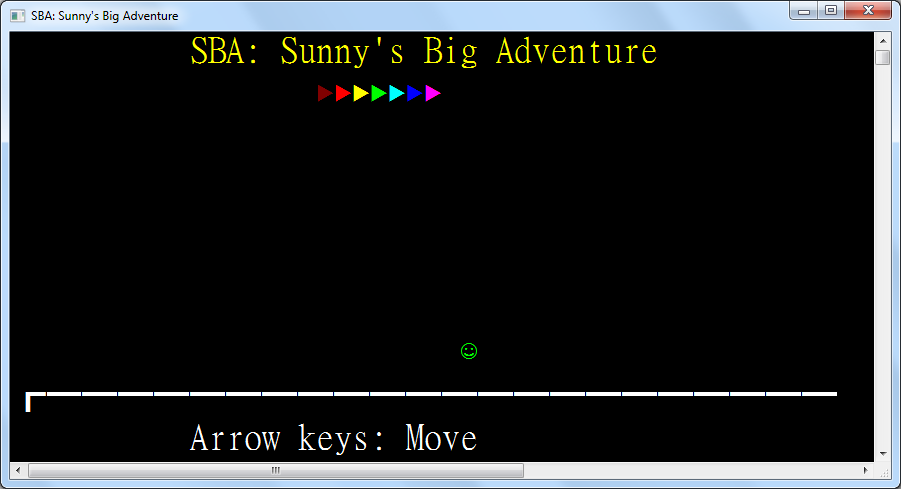 SBA: Sunny's Big Adventure
SBA: Sunny's Big Adventure
Arrow keys: Move